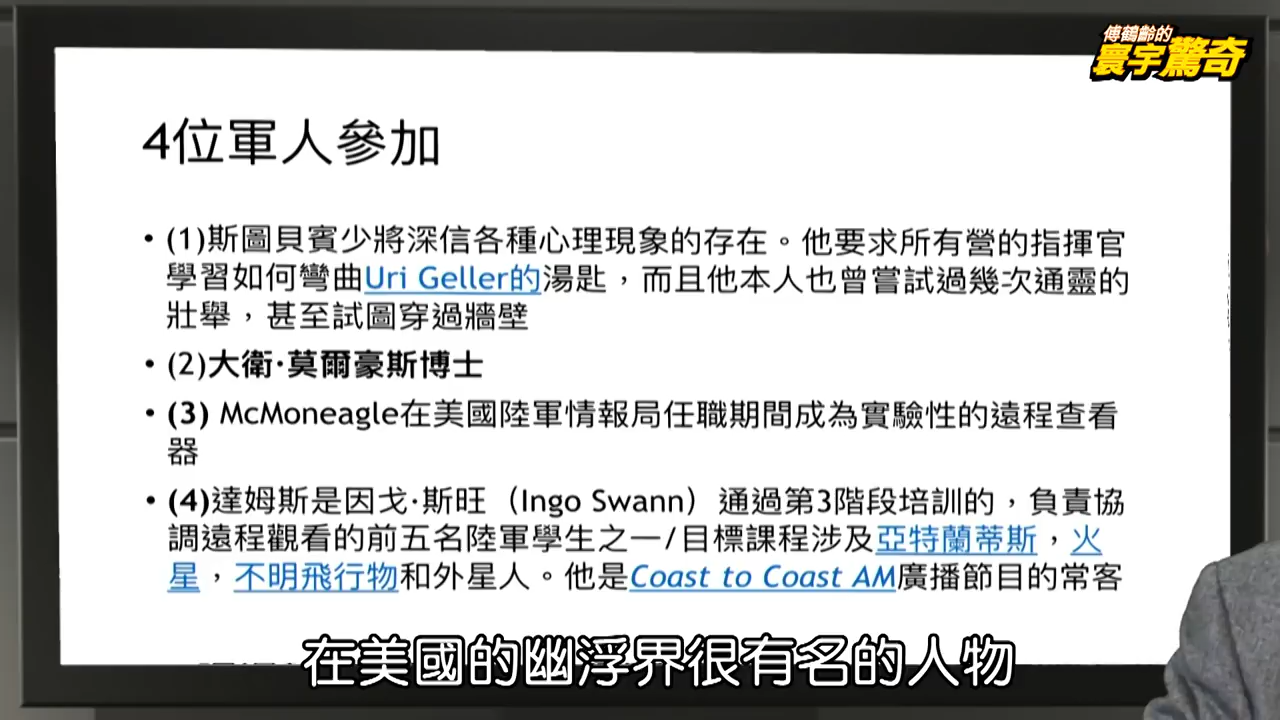 傅鶴齡的
寰宇驚奇
4位軍人參加
• (1)斯圖貝賓少將深信各種心理現象的存在。他要求所有營的指揮官
學習如何彎曲Uri Geller的湯匙，而且他本人也曾嘗試過幾次通靈的
壯舉，甚至試圖穿過牆壁
• (2)大衛·莫爾豪斯博士
• (3) McMoneagle在美國陸軍情報局任職期間成為實驗性的遠程查看
器
• (4)達姆斯是因戈·斯旺（Ingo Swann）通過第3階段培訓的，負責協
調遠程觀看的前五名陸軍學生之一/目標課程涉及亞特蘭蒂斯，火
星，不明飛行物和外星人。他是Coast to Coast AM廣播節目的常客
在美國的幽浮界很有名的人物